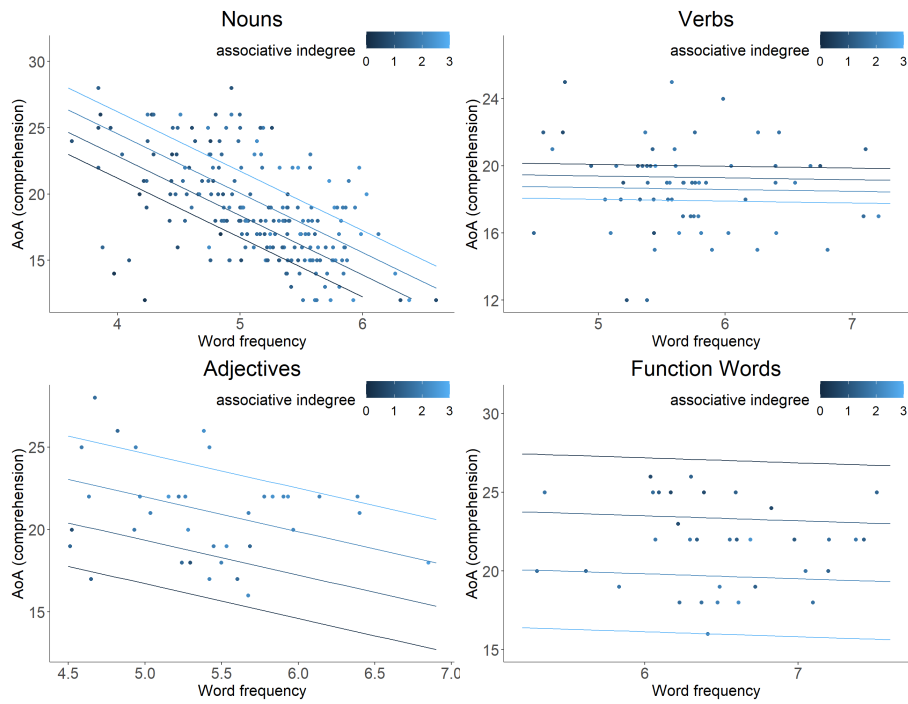 Nouns
associative indegree
0 1 2 3
AoA (comprehension)
30
25
20
15
4 5 6
Word frequency
Verbs
associative indegree
0 1 2 3
AoA (comprehension)
24
20
16
12
5 6 7
Word frequency
Adjectives
associative indegree
0 1 2 3
AoA (comprehension)
25
20
15
4.5 5.0 5.5 6.0 6.5 7.0
Word frequency
Function Words
associative indegree
0 1 2 3
AoA (comprehension)
30
25
20
15
6 7
Word frequency